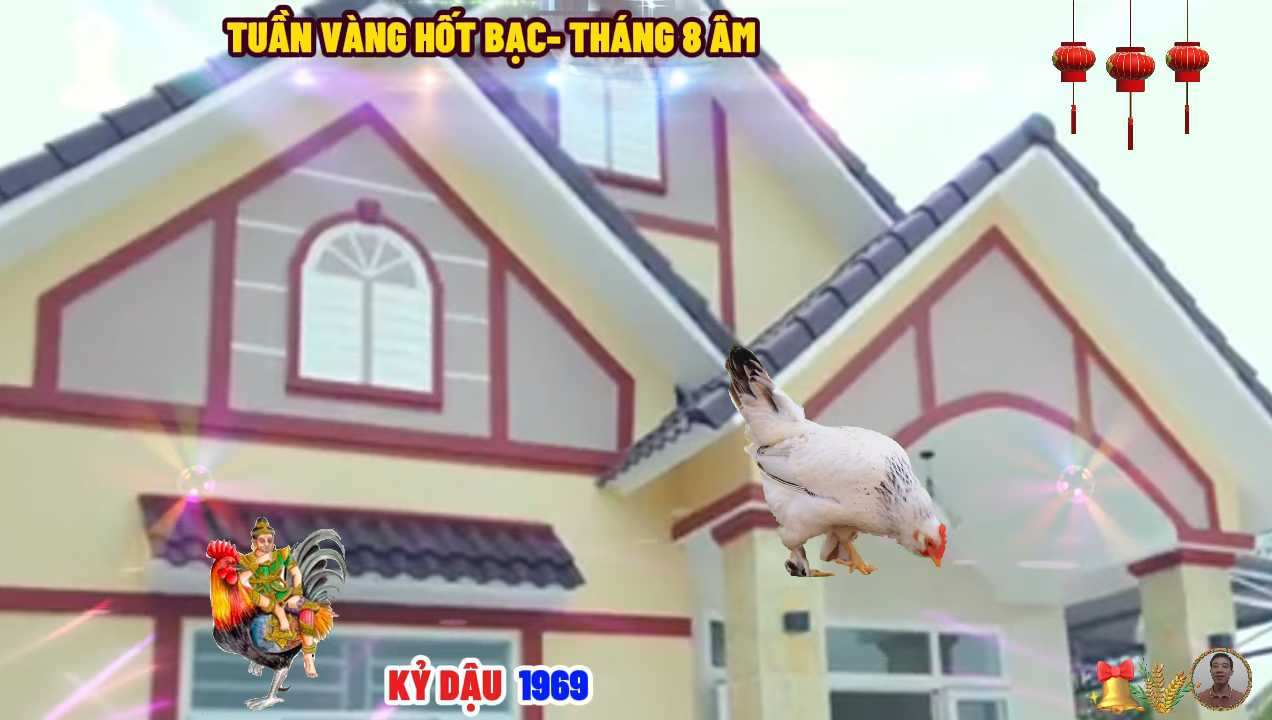 TUẦN VÀNG HỐT BẠC- THÁNG 8 ÂM
KỶ DẬU 1969